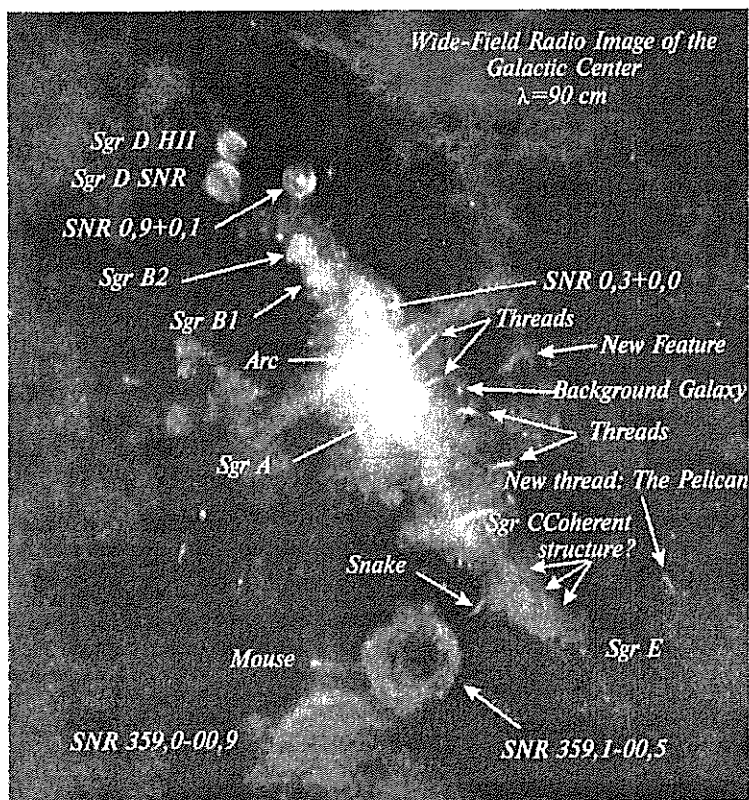 Wide-Field Radio Image of the
Galactic Center
λ=90 cm
Sgr D HII
Sgr D SNR
SNR 0,9+0,1
Sgr B2
SNR 0,3+0,0
Sgr B1
Threads
New Feature
Arc
Background Galaxy
Threads
Sgr A
New thread: The Pelican
Sgr CCoherent
structure?
Snake
Sgr E
Mouse
SNR 359,0-00,9
SNR 359,1-00,5